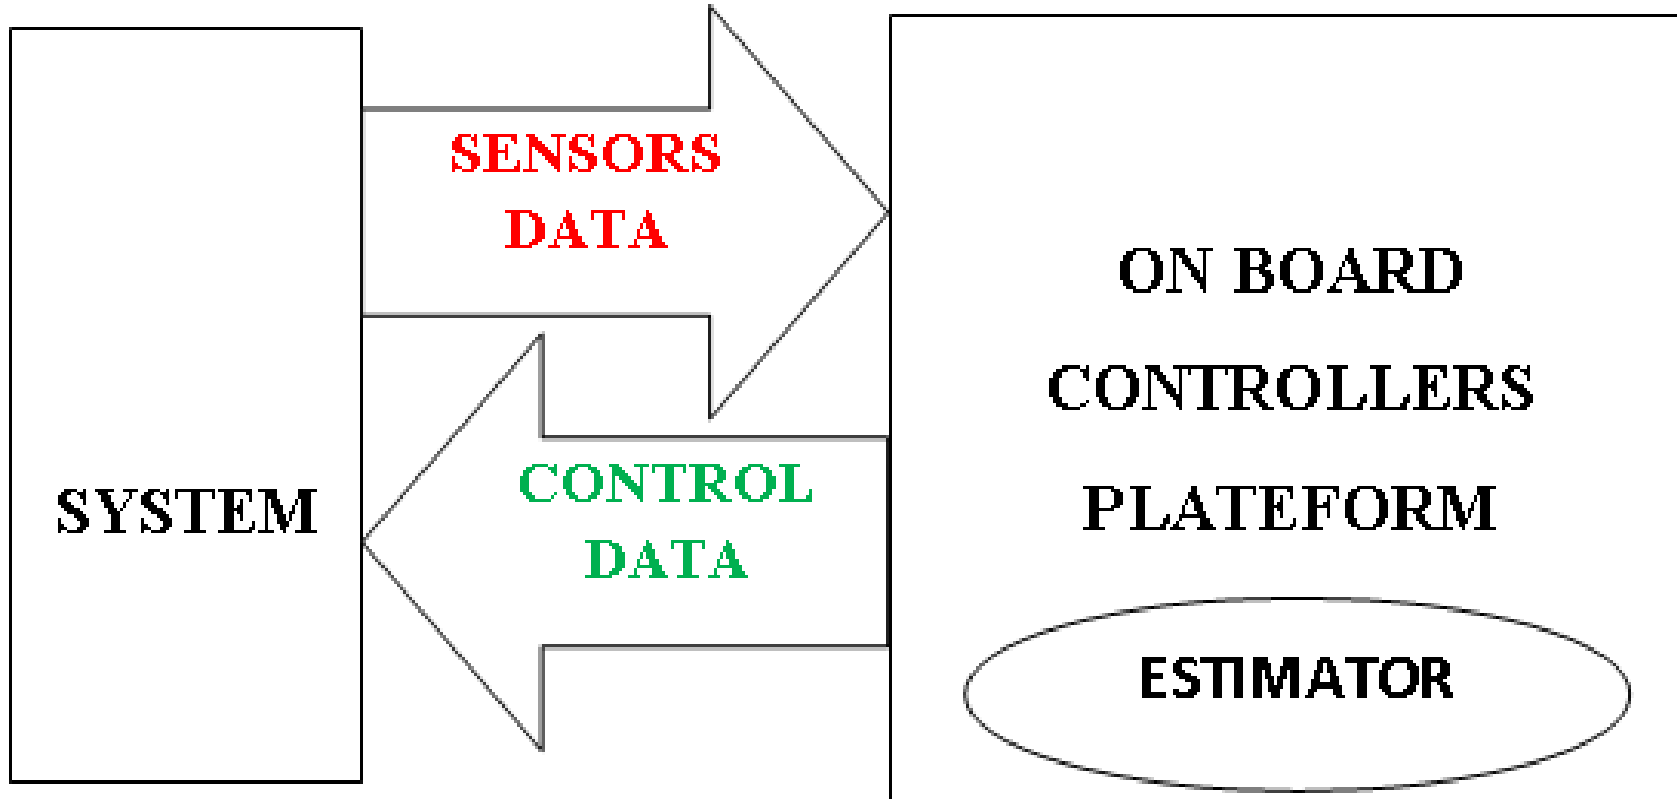 SENSORS
DATA
ON BOARD
CONTROLLERS
PLATEFORM
SYSTEM
CONTROL
DATA
ESTIMATOR